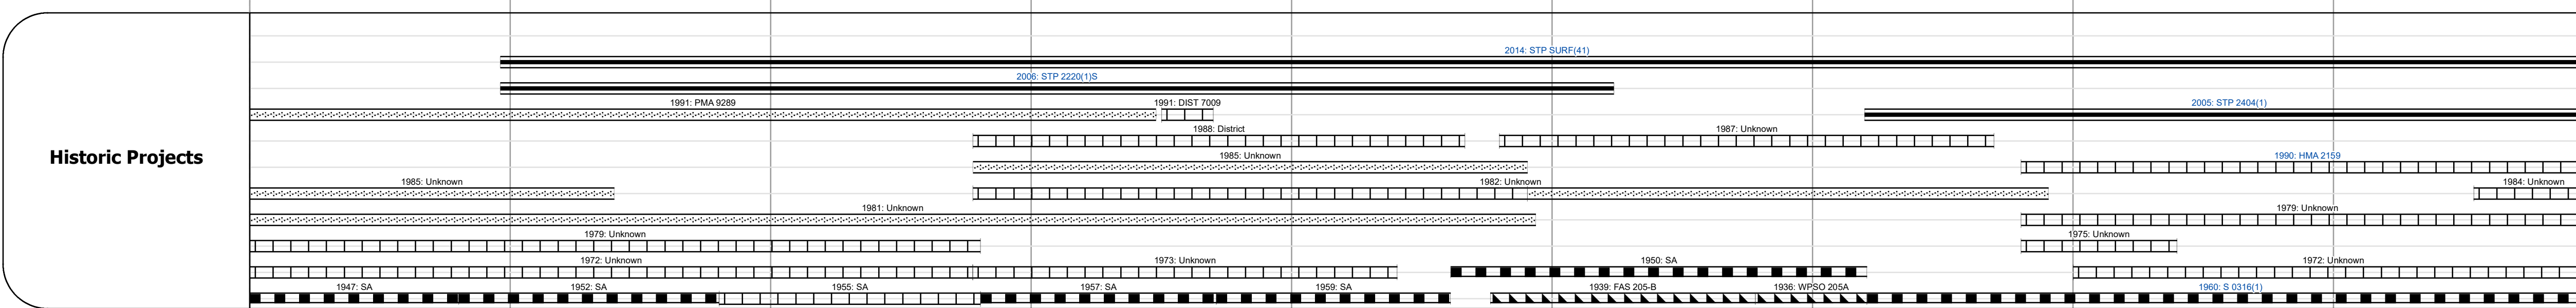 Historic Projects
2014: STP SURF(41)
2006: STP 2220(1)S
1991: PMA 9289
1991: DIST 7009
2005: STP 2404(1)
1988: District
1987: Unknown
1985: Unknown
1990: HMA 2159
1985: Unknown
1982: Unknown
1984: Unknown
1981: Unknown
1979: Unknown
1979: Unknown
1975: Unknown
1972: Unknown
1973: Unknown
1950: SA
1972: Unknown
1947: SA
1952: SA
1955: SA
1957: SA
1959: SA
1939: FAS 205-B
1936: WPSO 205A
1960: S 0316(1)